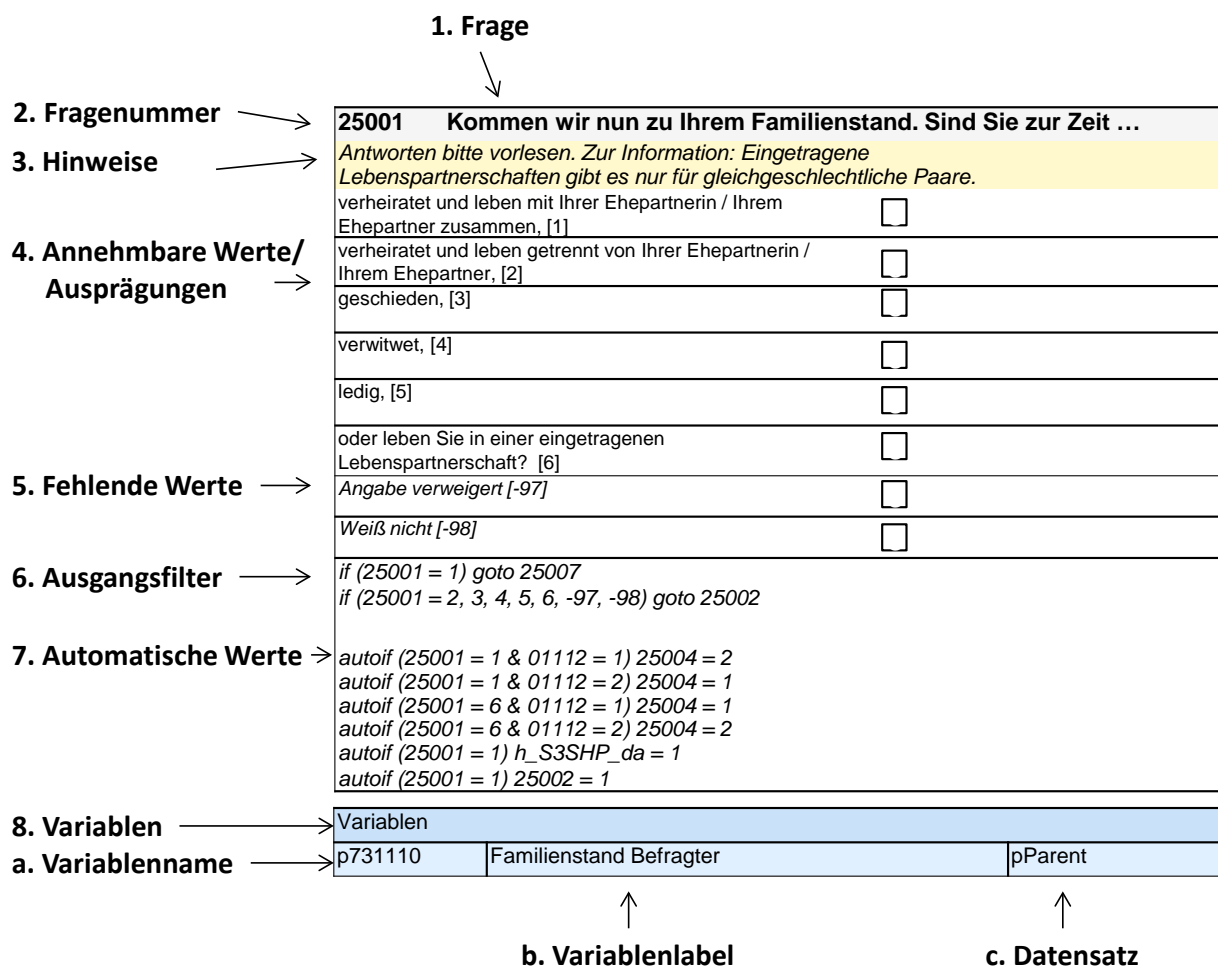 1. Frage
2. Fragenummer
25001 Kommen wir nun zu Ihrem Familienstand. Sind Sie zur Zeit …
3. Hinweise
Antworten bitte vorlesen. Zur Information: Eingetragene
Lebenspartnerschaften gibt es nur für gleichgeschlechtliche Paare.
4. Annehmbare Werte/
Ausprägungen
verheiratet und leben mit Ihrer Ehepartnerin / Ihrem
Ehepartner zusammen, [1]
verheiratet und leben getrennt von Ihrer Ehepartnerin /
Ihrem Ehepartner, [2]
geschieden, [3]
verwitwet, [4]
ledig, [5]
oder leben Sie in einer eingetragenen
Lebenspartnerschaft? [6]
5. Fehlende Werte
Angabe verweigert [-97]
Weiß nicht [-98]
6. Ausgangsfilter
if (25001 = 1) goto 25007
if (25001 = 2, 3, 4, 5, 6, -97, -98) goto 25002
7. Automatische Werte
autoif (25001 = 1 & 01112 = 1) 25004 = 2
autoif (25001 = 1 & 01112 = 2) 25004 = 1
autoif (25001 = 6 & 01112 = 1) 25004 = 1
autoif (25001 = 6 & 01112 = 2) 25004 = 2
autoif (25001 = 1) h_S3SHP_da = 1
autoif (25001 = 1) 25002 = 1
8. Variablen
Variablen
a. Variablenname
p731110 Familienstand Befragter pParent
b. Variablenlabel
c. Datensatz